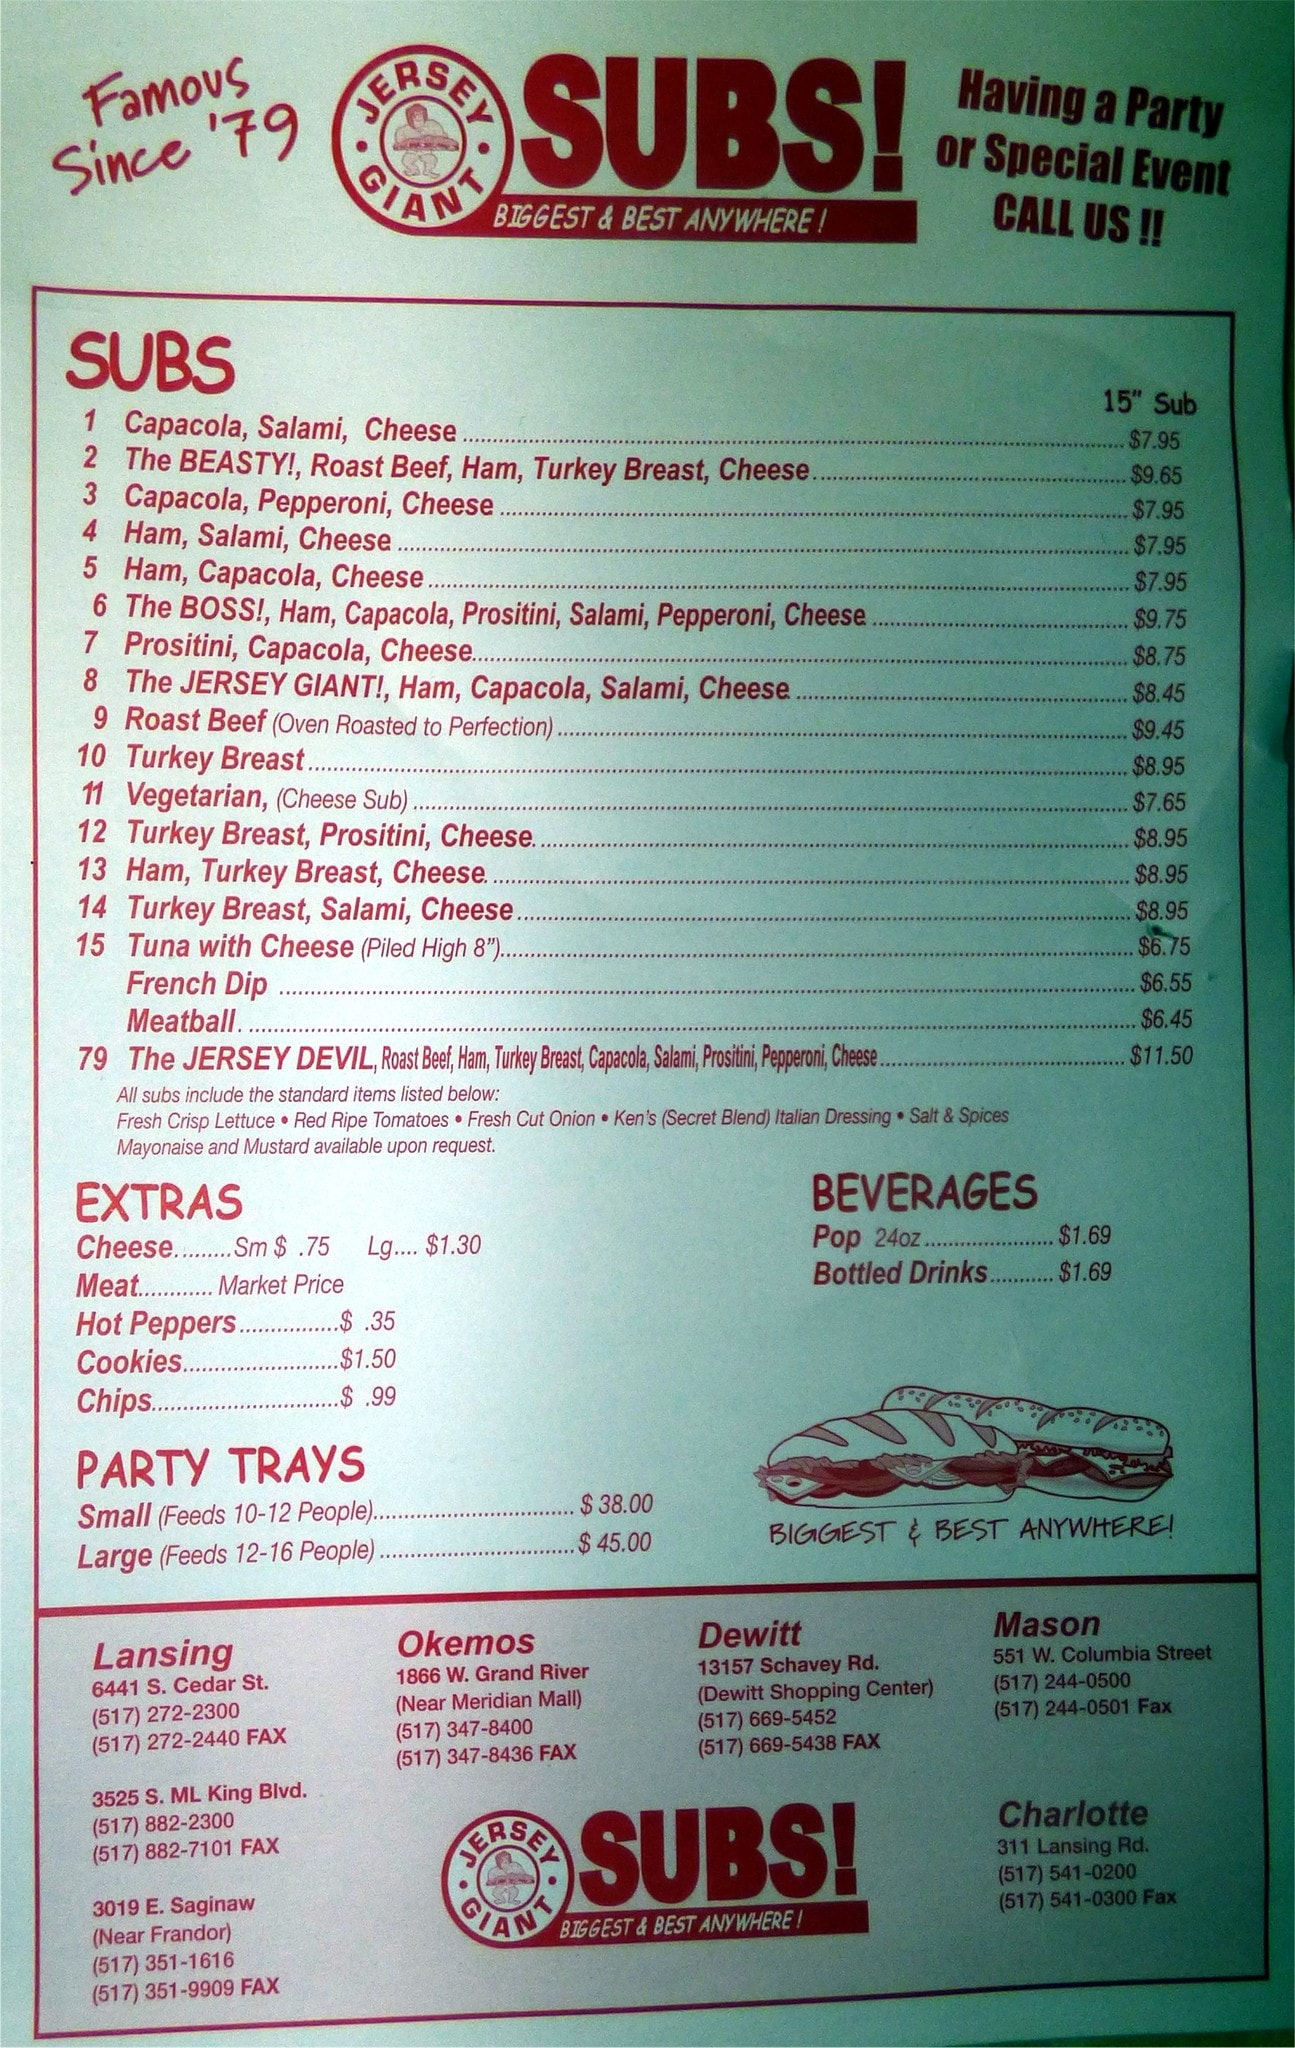 Famous
Since '79
JERSEY GIANT
SUBS!
BIGGEST & BEST ANYWHERE!
Having a Party
or Special Event
CALL US !!
SUBS
15" Sub
1 Capacola, Salami, Cheese $7.95
2 The BEASTY!, Roast Beef, Ham, Turkey Breast, Cheese $9.65
3 Capacola, Pepperoni, Cheese $7.95
4 Ham, Salami, Cheese $7.95
5 Ham, Capacola, Cheese $7.95
6 The BOSS!, Ham, Capacola, Prositini, Salami, Pepperoni, Cheese $9.75
7 Prositini, Capacola, Cheese $8.75
8 The JERSEY GIANT!, Ham, Capacola, Salami, Cheese $8.45
9 Roast Beef (Oven Roasted to Perfection) $9.45
10 Turkey Breast $8.95
11 Vegetarian, (Cheese Sub) $7.65
12 Turkey Breast, Prositini, Cheese $8.95
13 Ham, Turkey Breast, Cheese $8.95
14 Turkey Breast, Salami, Cheese $8.95
15 Tuna with Cheese (Piled High 8") $6.75
French Dip $6.55
Meatball $6.45
79 The JERSEY DEVIL, Roast Beef, Ham, Turkey Breast, Capacola, Salami, Prositini, Pepperoni, Cheese $11.50
All subs include the standard items listed below:
Fresh Crisp Lettuce • Red Ripe Tomatoes • Fresh Cut Onion • Ken's (Secret Blend) Italian Dressing • Salt & Spices
Mayonaise and Mustard available upon request.
EXTRAS
Cheese Sm $ .75 Lg.... $1.30
Meat Market Price
Hot Peppers $ .35
Cookies $1.50
Chips $ .99
BEVERAGES
Pop 24oz $1.69
Bottled Drinks $1.69
PARTY TRAYS
Small (Feeds 10-12 People) $ 38.00
Large (Feeds 12-16 People) $ 45.00
BIGGEST & BEST ANYWHERE!
Lansing
6441 S. Cedar St.
(517) 272-2300
(517) 272-2440 FAX
3525 S. ML King Blvd.
(517) 882-2300
(517) 882-7101 FAX
3019 E. Saginaw
(Near Frandor)
(517) 351-1616
(517) 351-9909 FAX
Okemos
1866 W. Grand River
(Near Meridian Mall)
(517) 347-8400
(517) 347-8436 FAX
Dewitt
13157 Schavey Rd.
(Dewitt Shopping Center)
(517) 669-5452
(517) 669-5438 FAX
Mason
551 W. Columbia Street
(517) 244-0500
(517) 244-0501 Fax
Charlotte
311 Lansing Rd.
(517) 541-0200
(517) 541-0300 Fax
JERSEY GIANT
SUBS!
BIGGEST & BEST ANYWHERE!